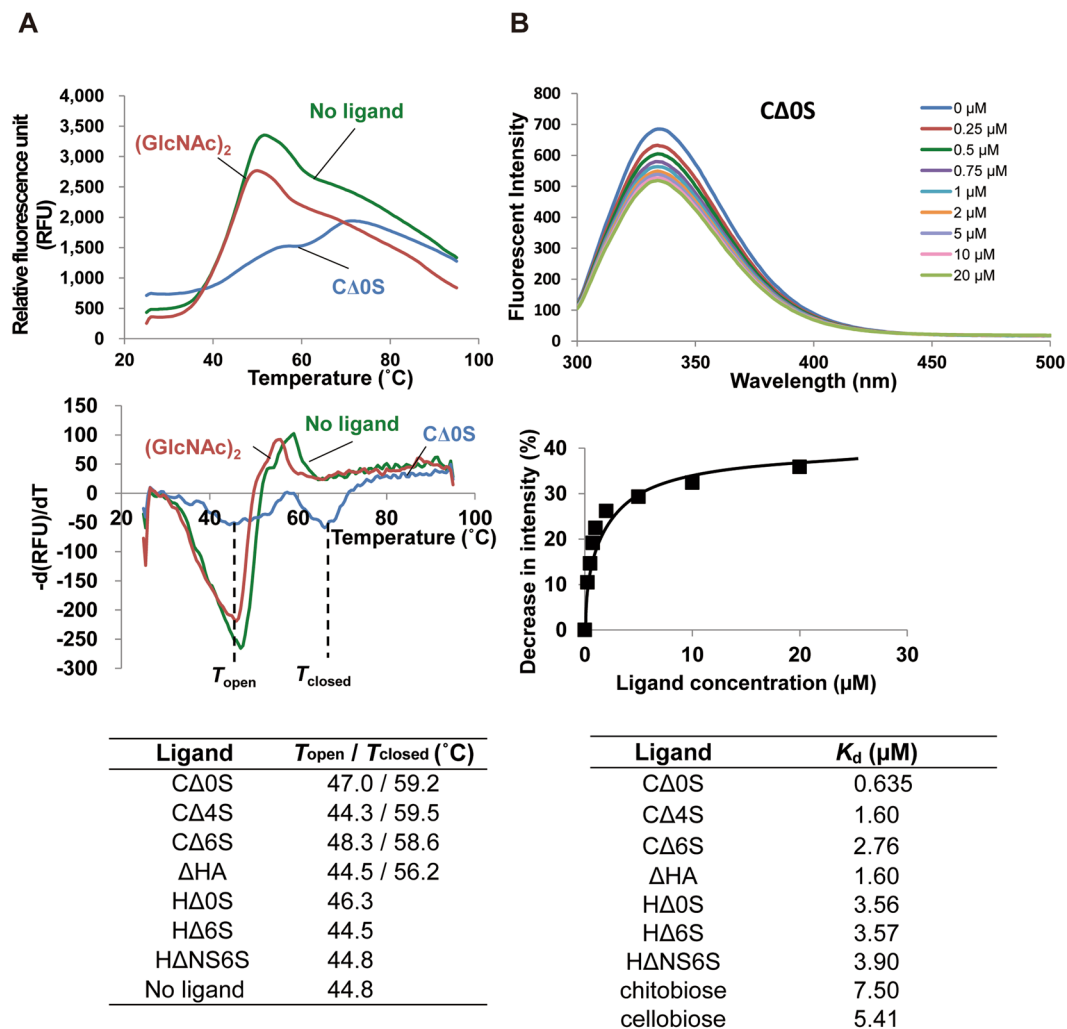 A
B
4,000
3,500
3,000
2,500
2,000
1,500
1,000
500
0
Relative fluorescence unit
(RFU)
No ligand
(GlcNAc)2
CΔ0S
20
40
60
80
100
Temperature (˚C)
800
700
600
500
400
300
200
100
0
Fluorescent Intensity
CΔ0S
0 µM
0.25 µM
0.5 µM
0.75 µM
1 µM
2 µM
5 µM
10 µM
20 µM
300
350
400
450
500
Wavelength (nm)
150
100
50
0
-50
-100
-150
-200
-250
-300
-d(RFU)/dT
(GlcNAc)2
No ligand
CΔ0S
20
40
60
80
100
Temperature (˚C)
Topen
Tclosed
40
30
20
10
0
Decrease in intensity (%)
0
10
20
30
Ligand concentration (µM)
Ligand Topen / Tclosed (˚C)
CΔ0S 47.0 / 59.2
CΔ4S 44.3 / 59.5
CΔ6S 48.3 / 58.6
ΔHA 44.5 / 56.2
HΔ0S 46.3
HΔ6S 44.5
HΔNS6S 44.8
No ligand 44.8
Ligand Kd (µM)
CΔ0S 0.635
CΔ4S 1.60
CΔ6S 2.76
ΔHA 1.60
HΔ0S 3.56
HΔ6S 3.57
HΔNS6S 3.90
chitobiose 7.50
cellobiose 5.41